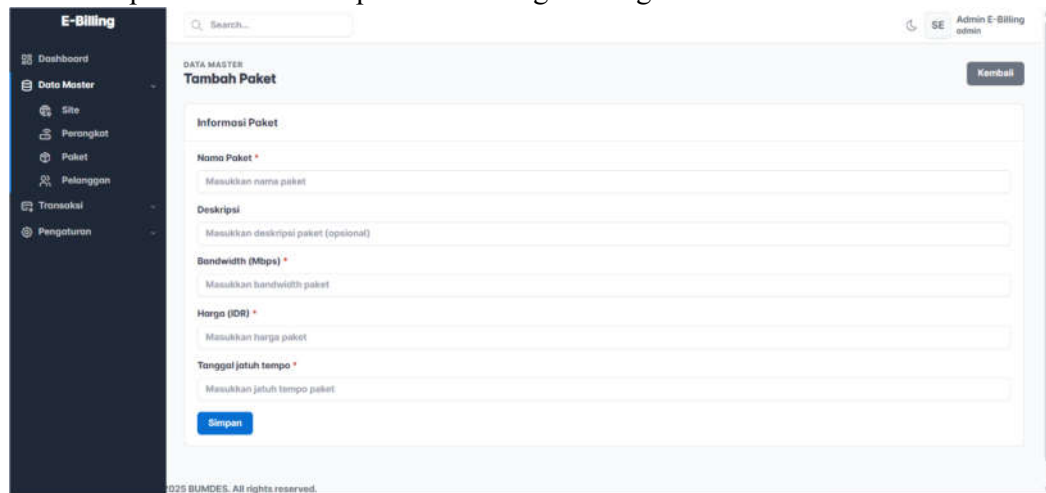 E-Billing
Search...
SE
Admin E-Billing
admin
Dashboard
Data Master
Site
Perangkat
Paket
Pelanggan
Transaksi
Pengaturan
DATA MASTER
Tambah Paket
Kembali
Informasi Paket
Nama Paket *
Masukkan nama paket
Deskripsi
Masukkan deskripsi paket (opsional)
Bandwidth (Mbps) *
Masukkan bandwidth paket
Harga (IDR) *
Masukkan harga paket
Tanggal jatuh tempo *
Masukkan jatuh tempo paket
Simpan
2025 BUMDES. All rights reserved.